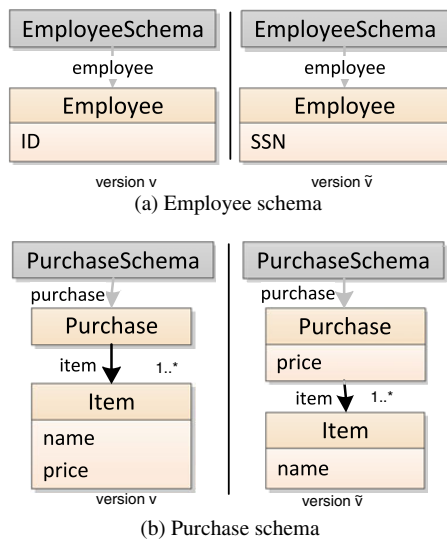 EmployeeSchema
employee
Employee
ID
version v
EmployeeSchema
employee
Employee
SSN
version ṽ
(a) Employee schema
PurchaseSchema
purchase
Purchase
item 1..*
Item
name
price
version v
PurchaseSchema
purchase
Purchase
price
item 1..*
Item
name
version ṽ
(b) Purchase schema